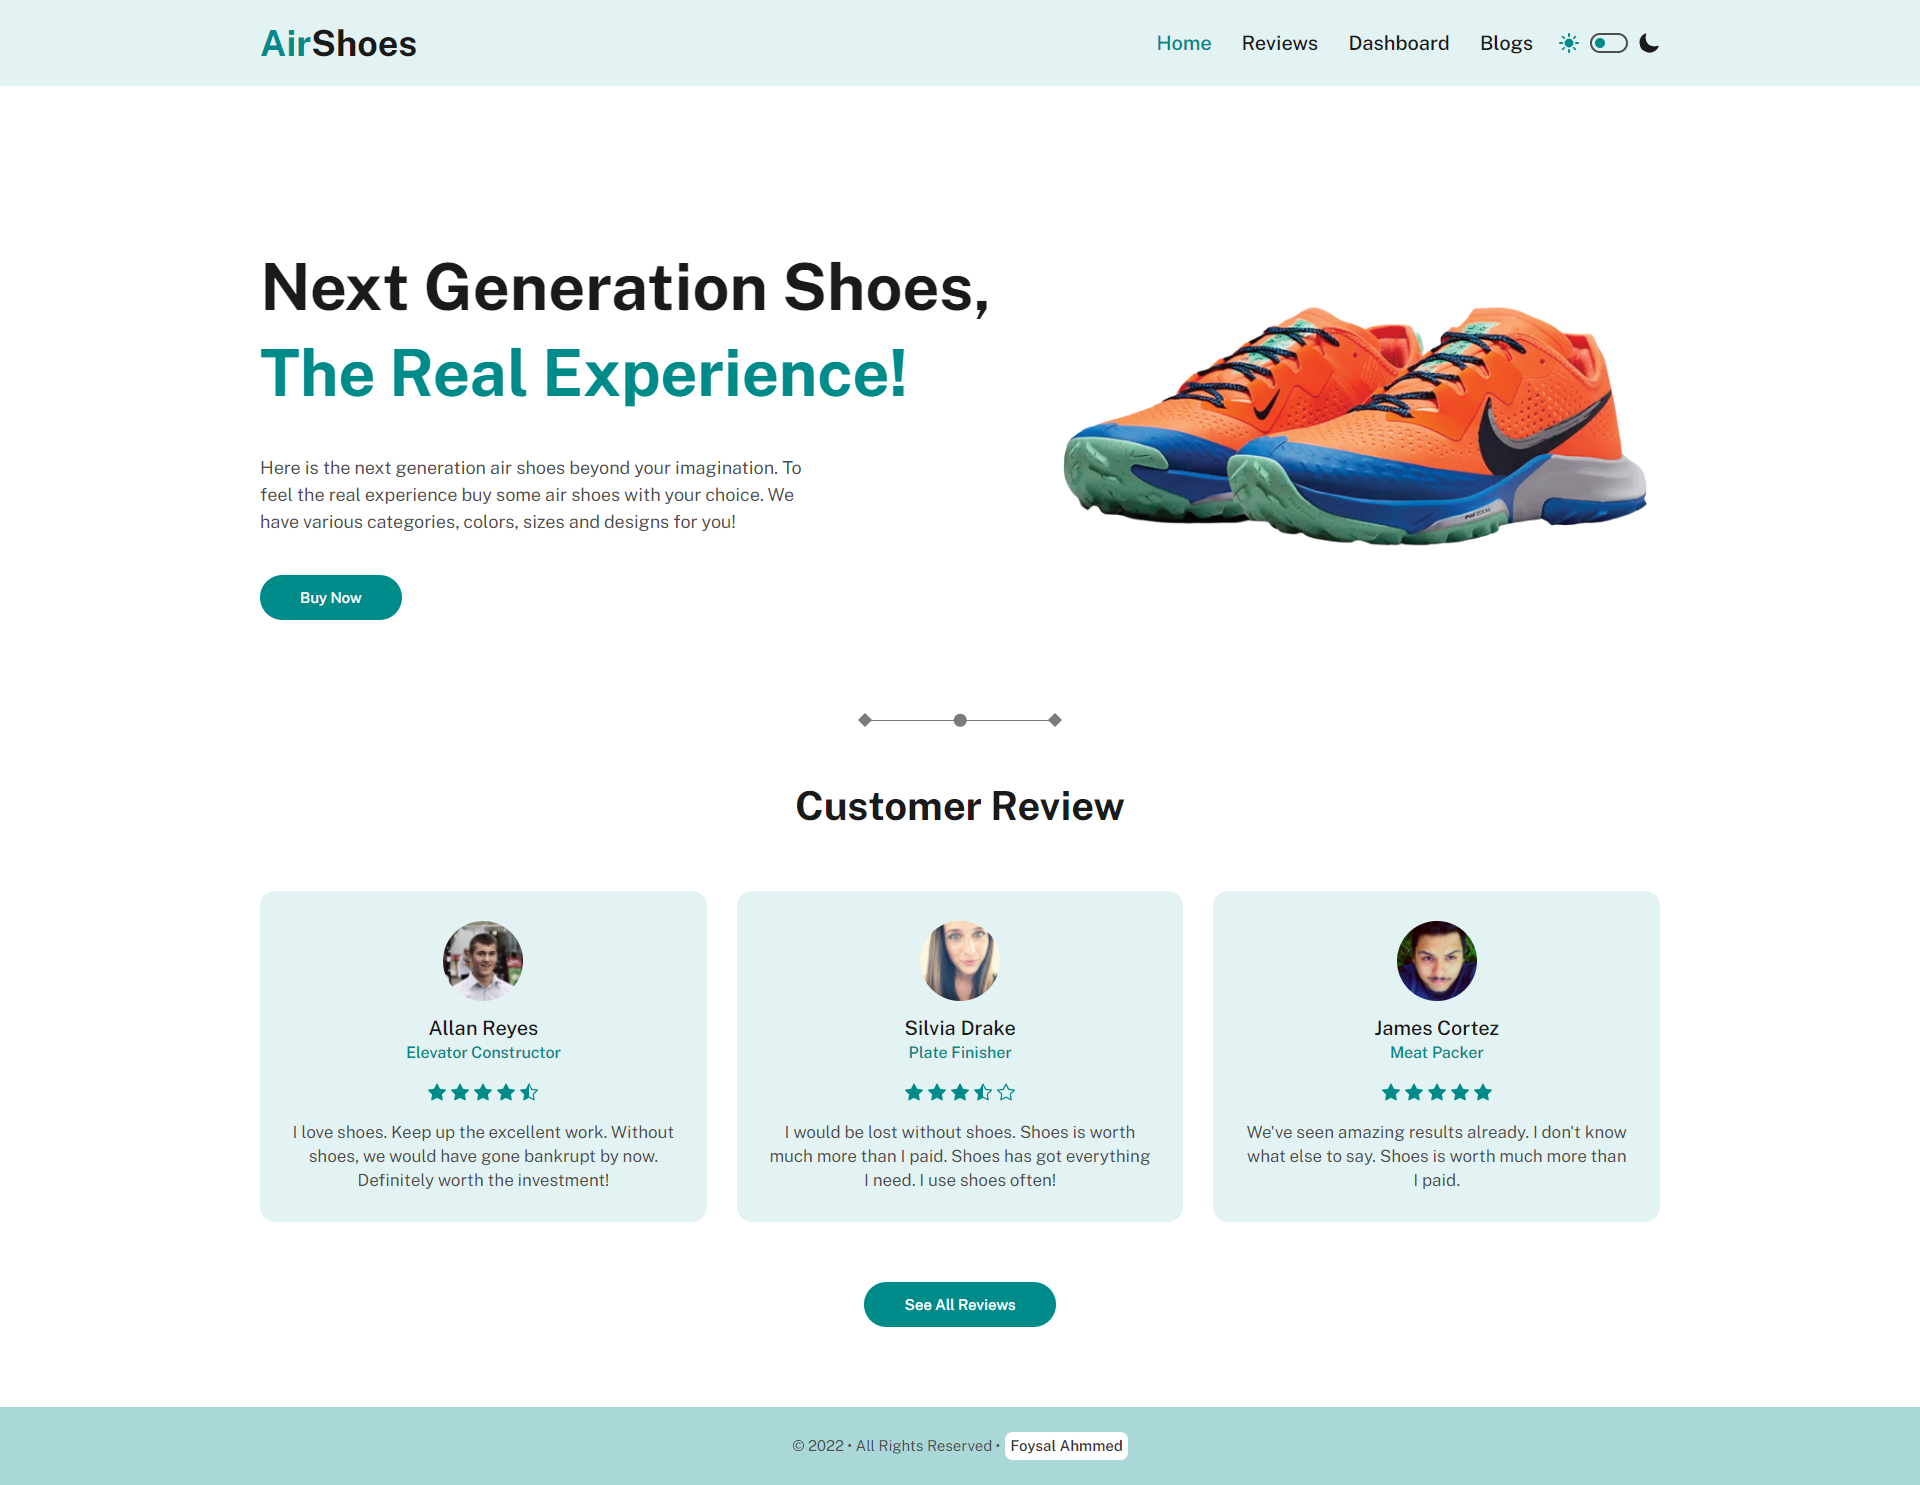 AirShoes
Home Reviews Dashboard Blogs
Next Generation Shoes,
The Real Experience!
Here is the next generation air shoes beyond your imagination. To
feel the real experience buy some air shoes with your choice. We
have various categories, colors, sizes and designs for you!
Buy Now
Customer Review
Allan Reyes
Elevator Constructor
I love shoes. Keep up the excellent work. Without
shoes, we would have gone bankrupt by now.
Definitely worth the investment!
Silvia Drake
Plate Finisher
I would be lost without shoes. Shoes is worth
much more than I paid. Shoes has got everything
I need. I use shoes often!
James Cortez
Meat Packer
We've seen amazing results already. I don't know
what else to say. Shoes is worth much more than
I paid.
See All Reviews
© 2022 • All Rights Reserved • Foysal Ahmmed